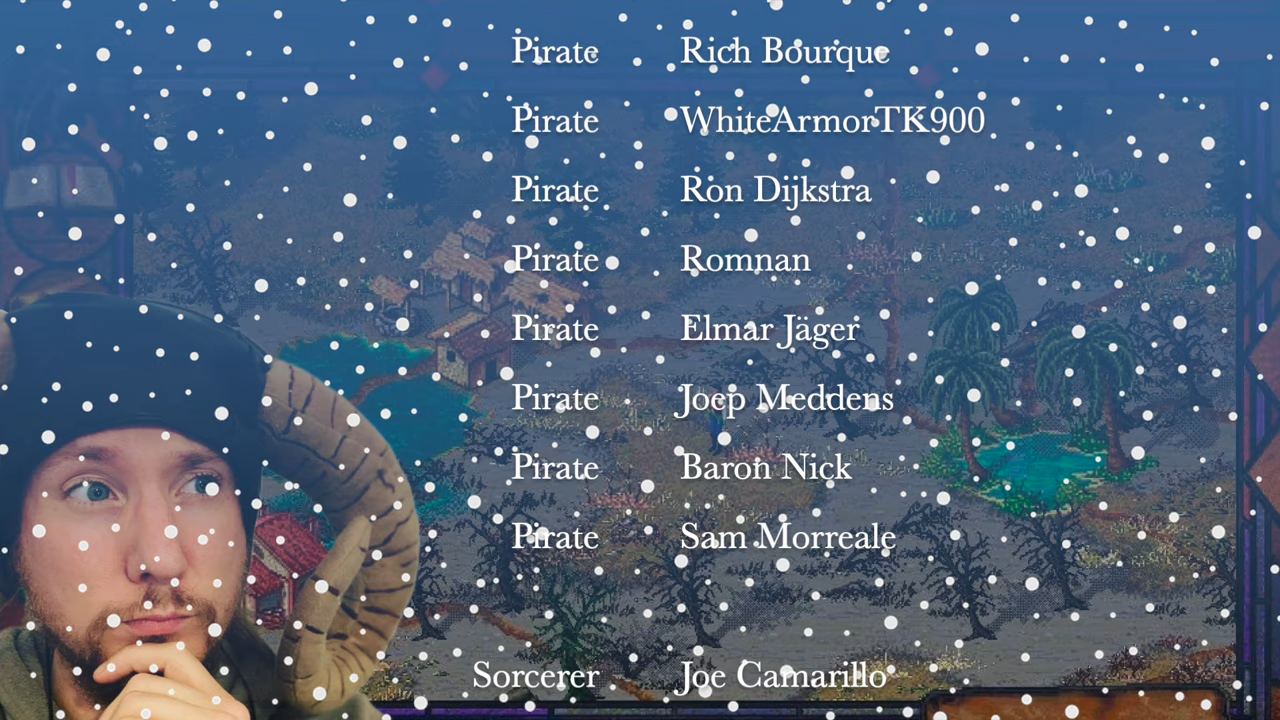 Pirate Rich Bourque
Pirate WhiteArmorTK900
Pirate Ron Dijkstra
Pirate Romnan
Pirate Elmar Jäger
Pirate Joep Meddens
Pirate Baron Nick
Pirate Sam Morreale
Sorcerer Joe Camarillo